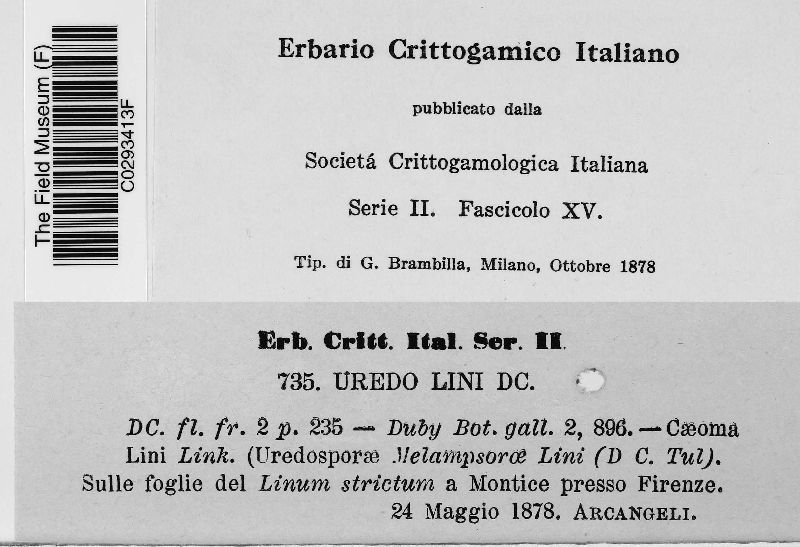 Erbario Crittogamico Italiano
pubblicato dalla
Societá Crittogamologica Italiana
Serie II. Fascicolo XV.
Tip. di G. Brambilla, Milano, Ottobre 1878
The Field Museum (F)
C0293413F
Erb. Critt. Ital. Ser. II.
735. UREDO LINI DC.
DC. fl. fr. 2 p. 235 — Duby Bot. gall. 2, 896. — Cæoma
Lini Link. (Uredosporæ Melampsoræ Lini (D C. Tul).
Sulle foglie del Linum strictum a Montice presso Firenze.
24 Maggio 1878. ARCANGELI.